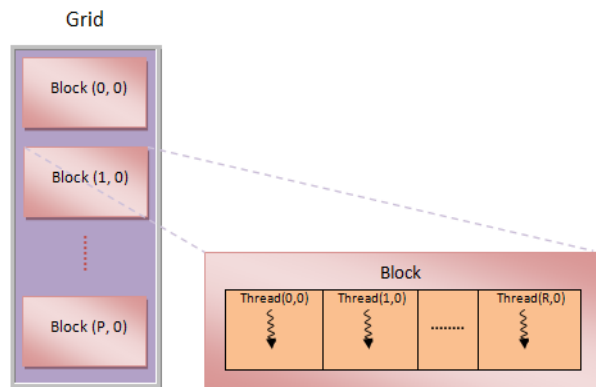 Grid
Block (0, 0)
Block (1, 0)
Block (P, 0)
Block
Thread(0,0) Thread(1,0) ........ Thread(R,0)